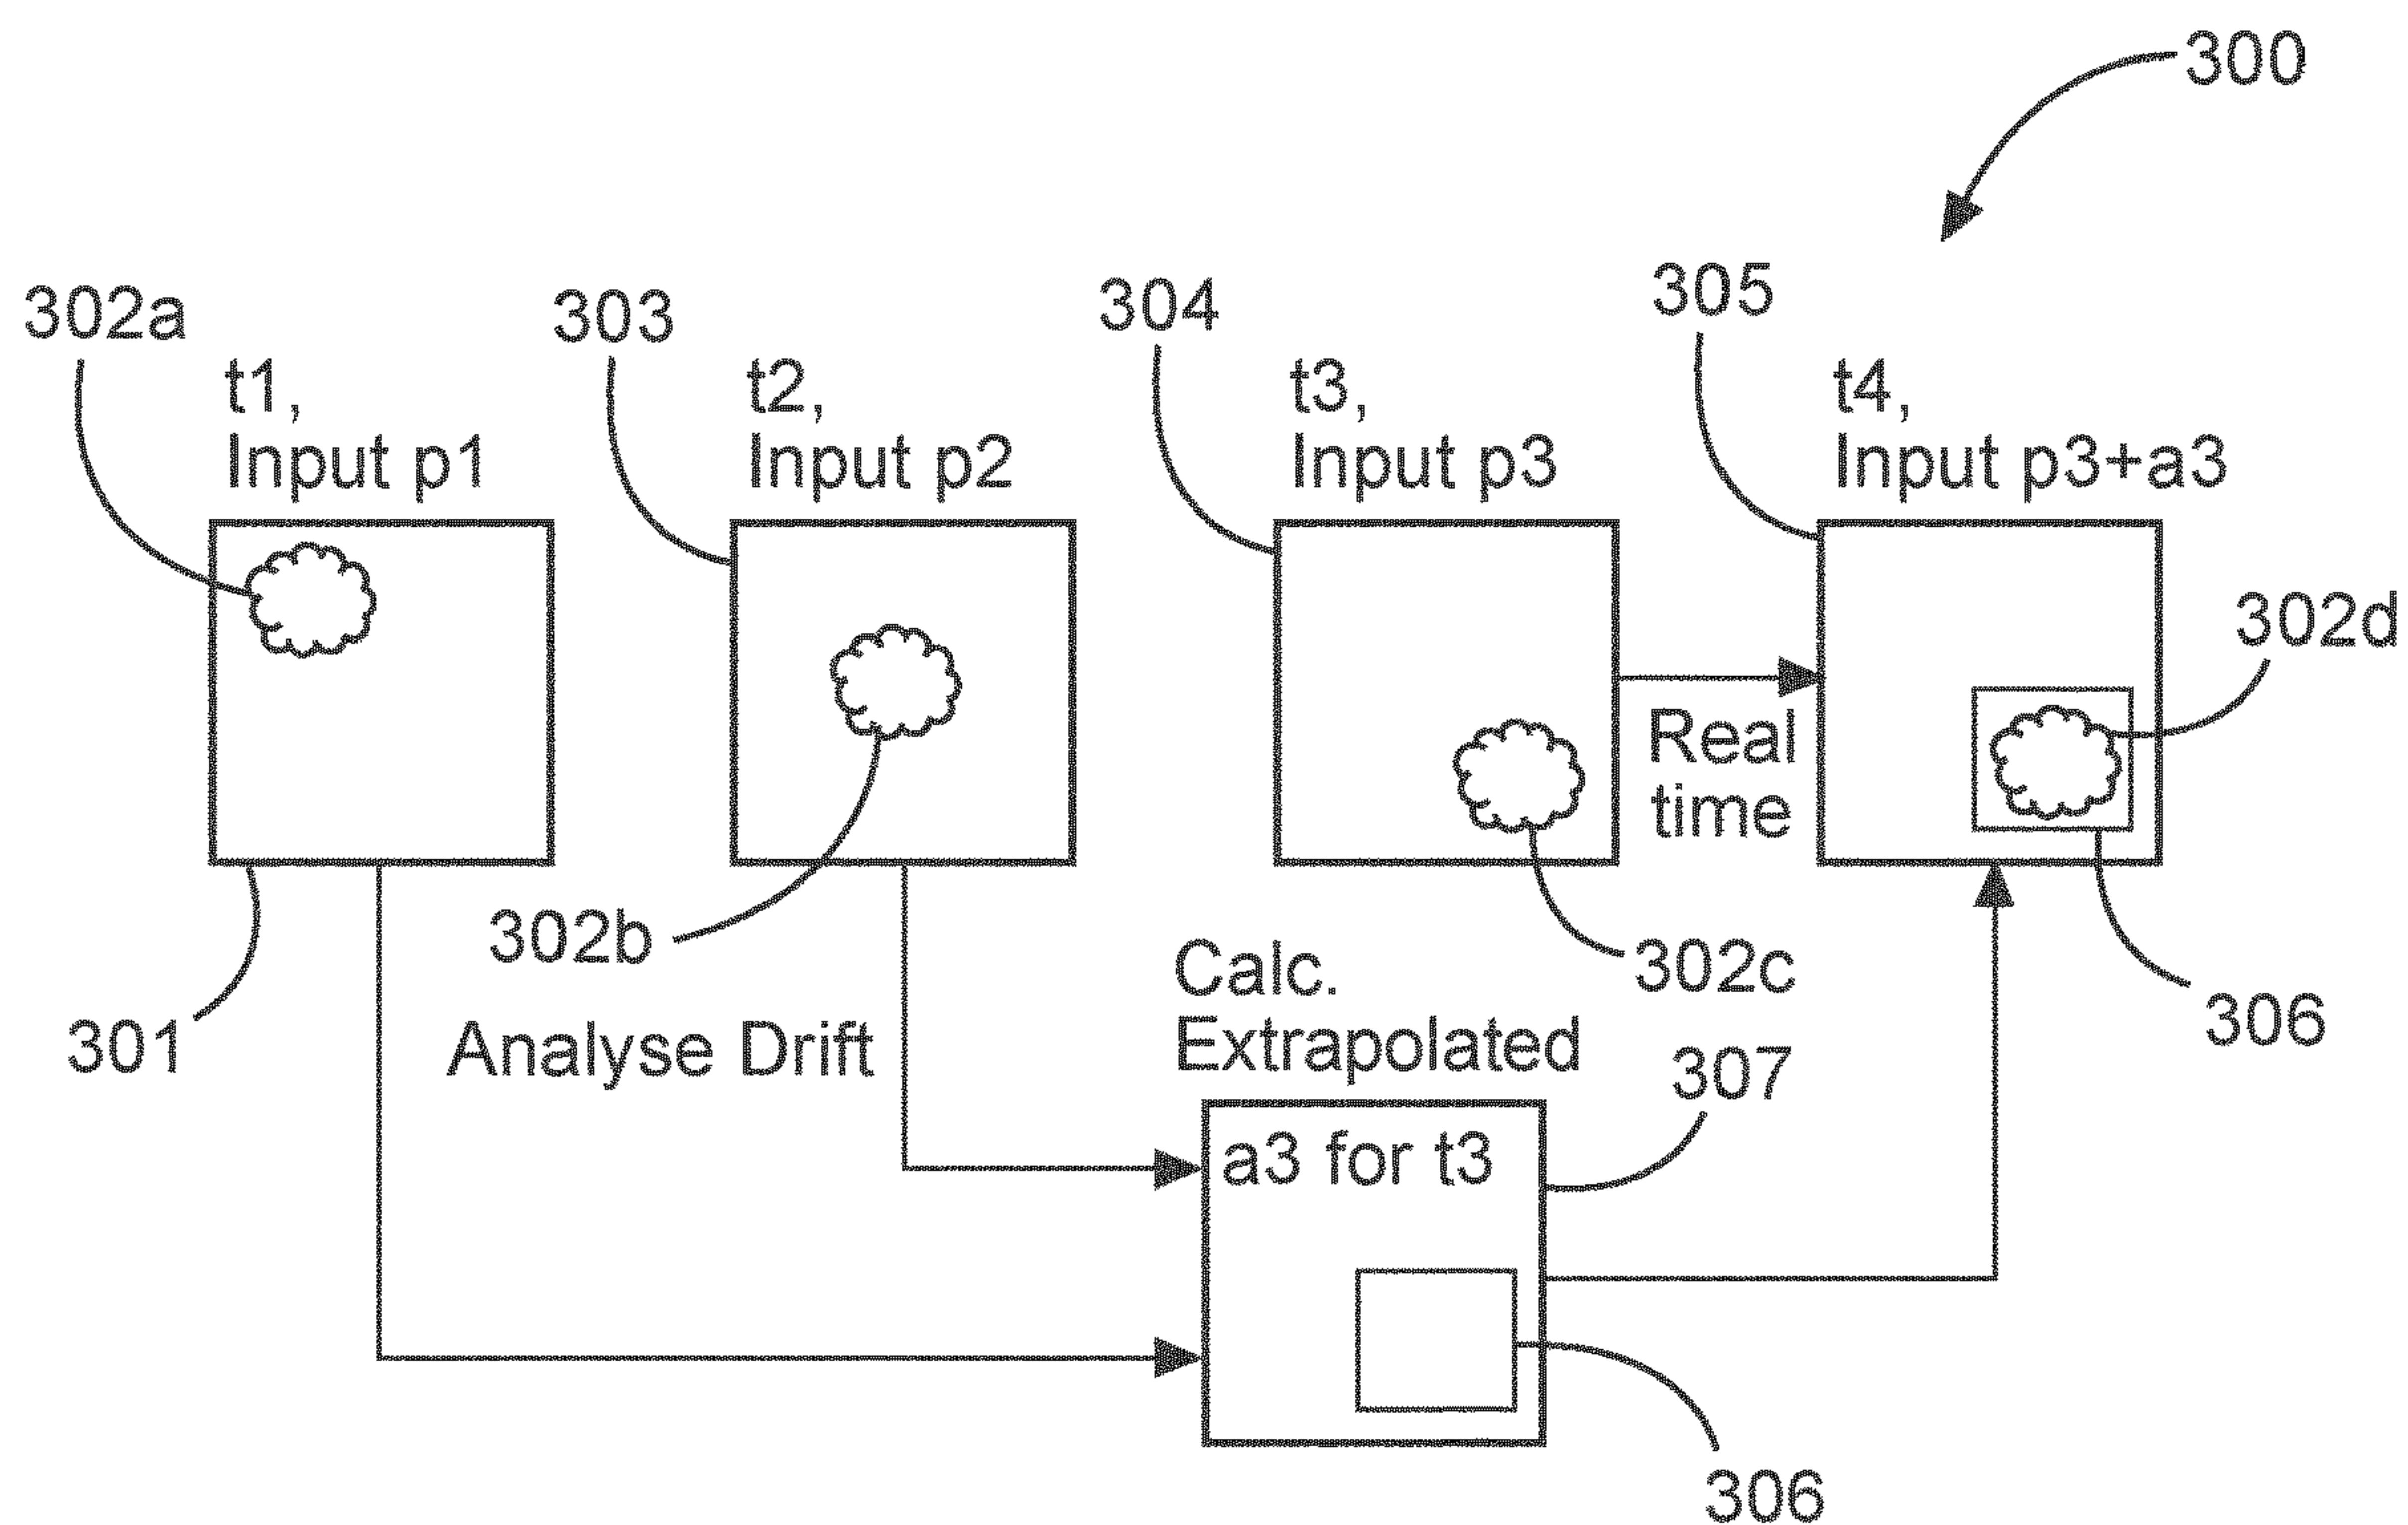 300
302a
303
304
305
t1,
Input p1
t2,
Input p2
t3,
Input p3
t4,
Input p3+a3
302d
Real
time
302b
302c
301
Analyse Drift
Calc.
Extrapolated
306
307
a3 for t3
306